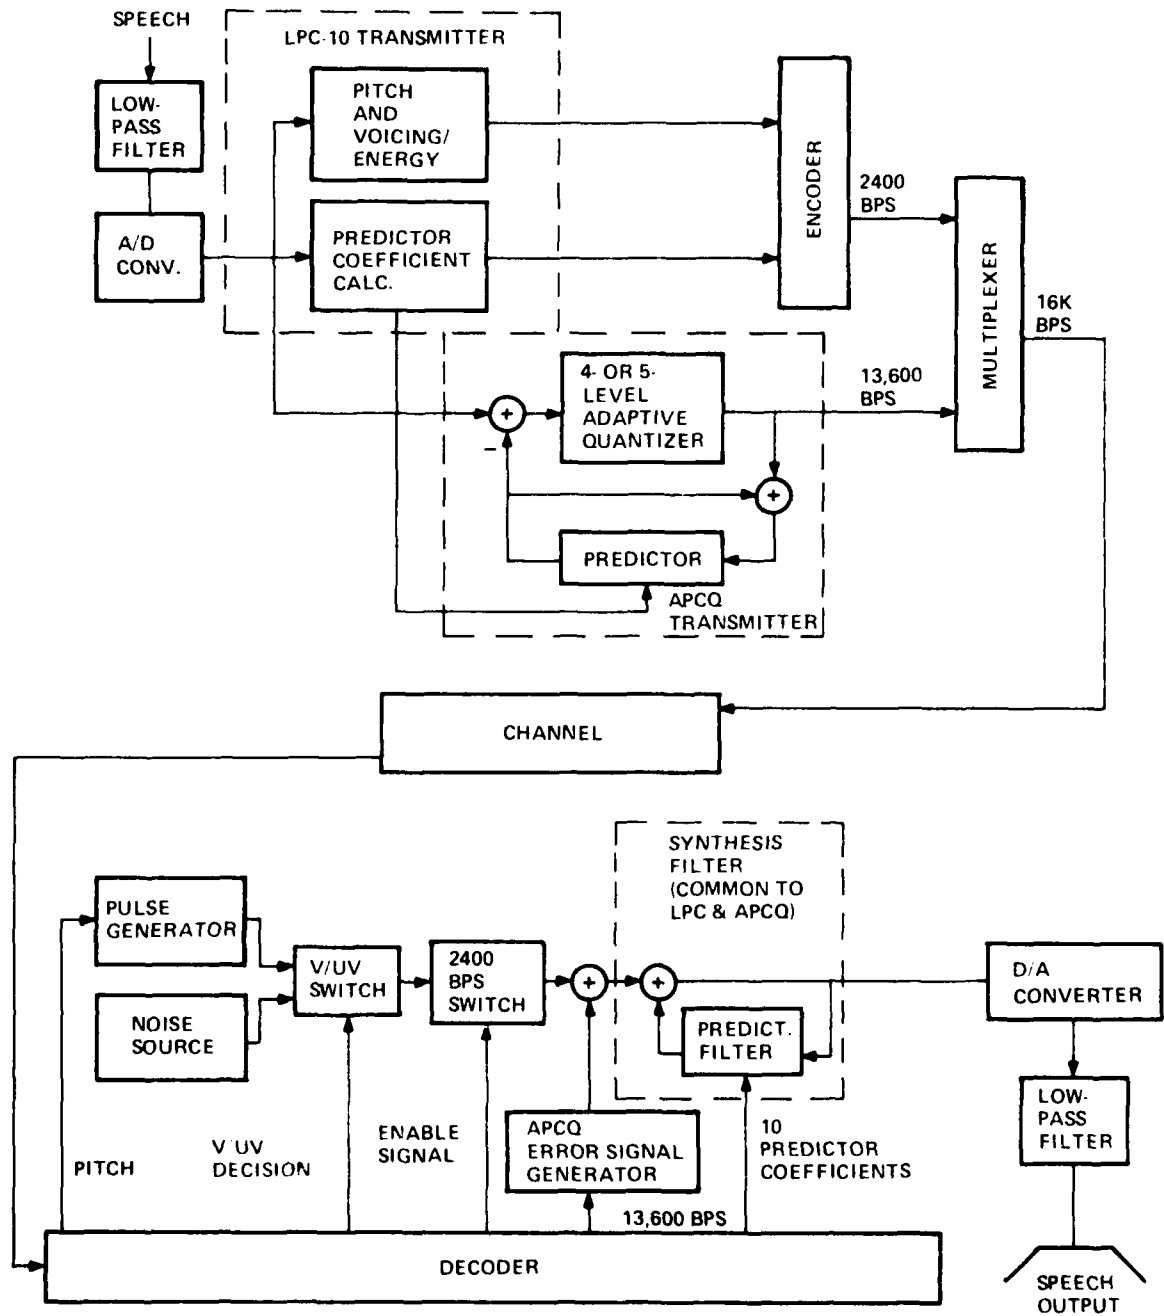 SPEECH
LPC-10 TRANSMITTER
LOW-
PASS
FILTER
PITCH
AND
VOICING/
ENERGY
A/D
CONV.
PREDICTOR
COEFFICIENT
CALC.
ENCODER
2400
BPS
MULTIPLEXER
16K
BPS
4- OR 5-
LEVEL
ADAPTIVE
QUANTIZER
13,600
BPS
+
−
+
PREDICTOR
APCQ
TRANSMITTER
CHANNEL
SYNTHESIS
FILTER
(COMMON TO
LPC & APCQ)
PULSE
GENERATOR
NOISE
SOURCE
V/UV
SWITCH
2400
BPS
SWITCH
+
+
PREDICT.
FILTER
D/A
CONVERTER
LOW-
PASS
FILTER
PITCH
V UV
DECISION
ENABLE
SIGNAL
APCQ
ERROR SIGNAL
GENERATOR
10
PREDICTOR
COEFFICIENTS
13,600 BPS
DECODER
SPEECH
OUTPUT